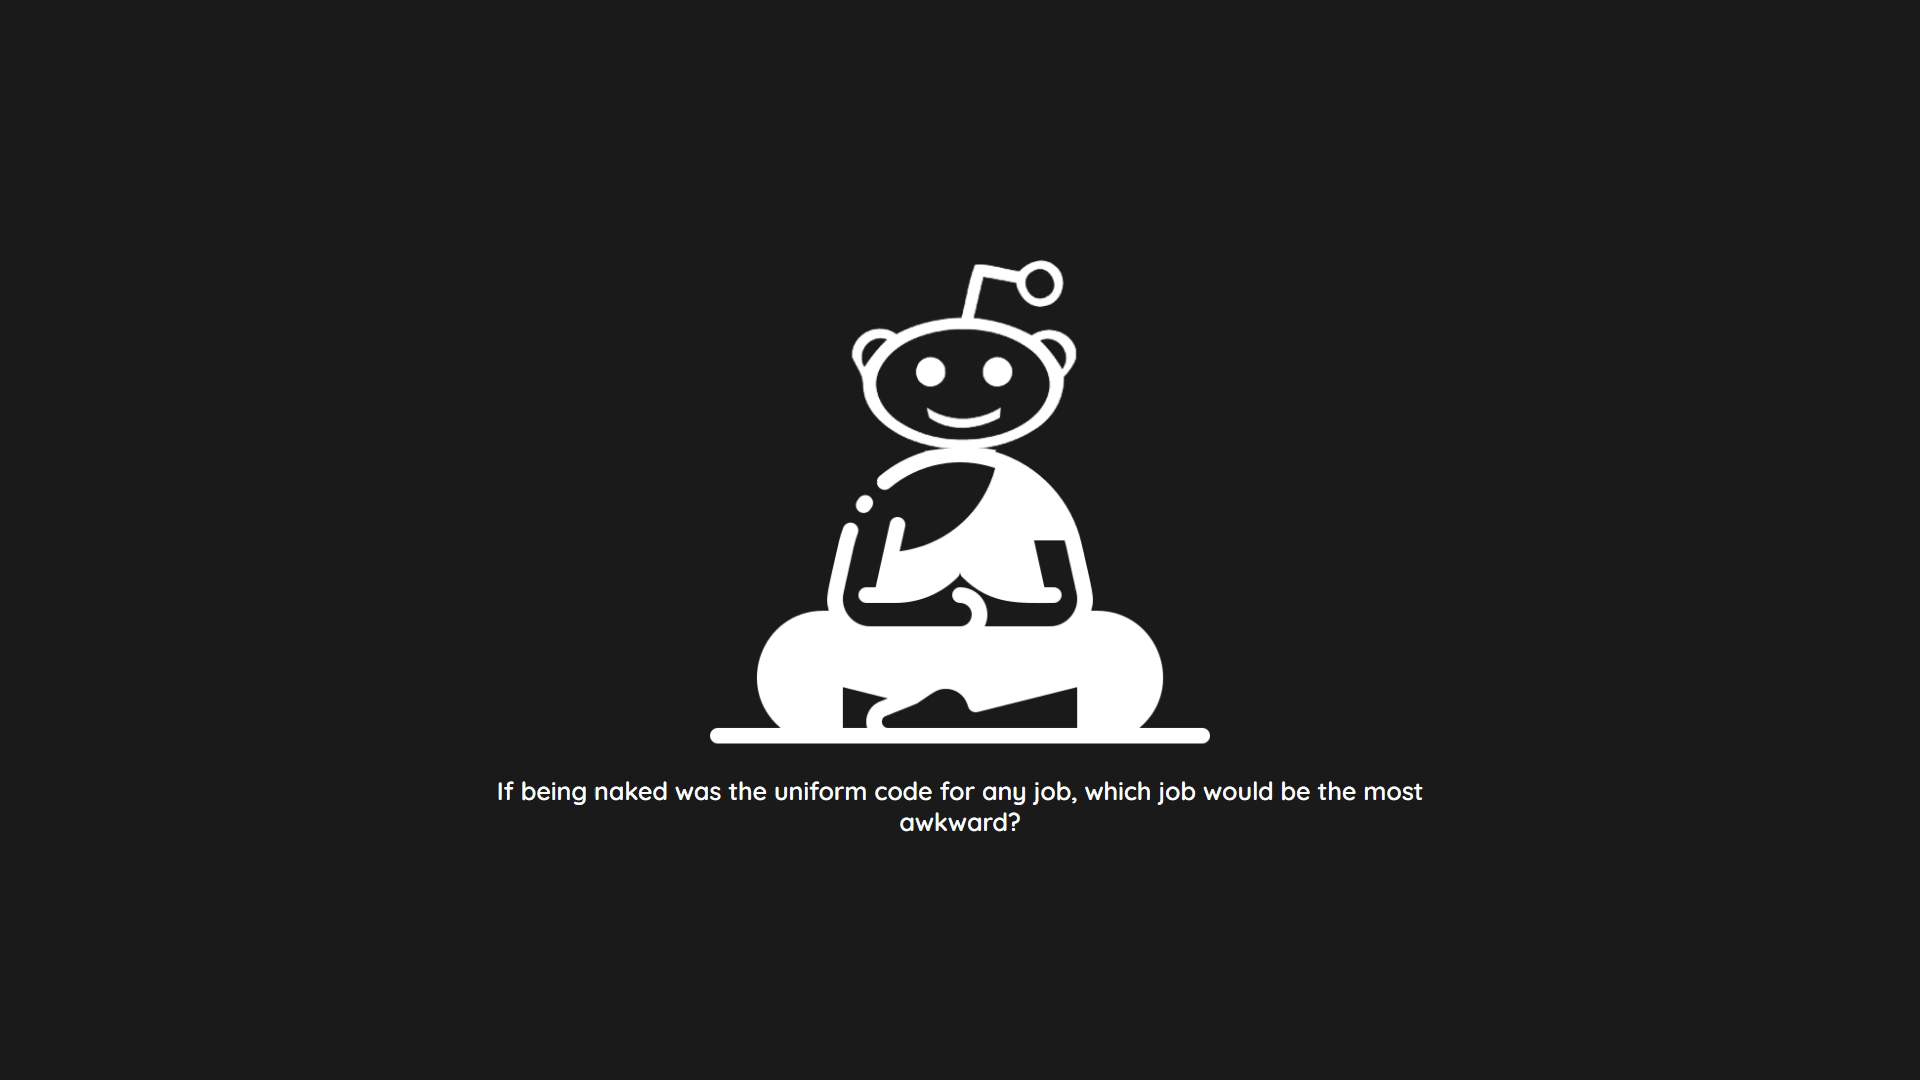 If being naked was the uniform code for any job, which job would be the most
awkward?